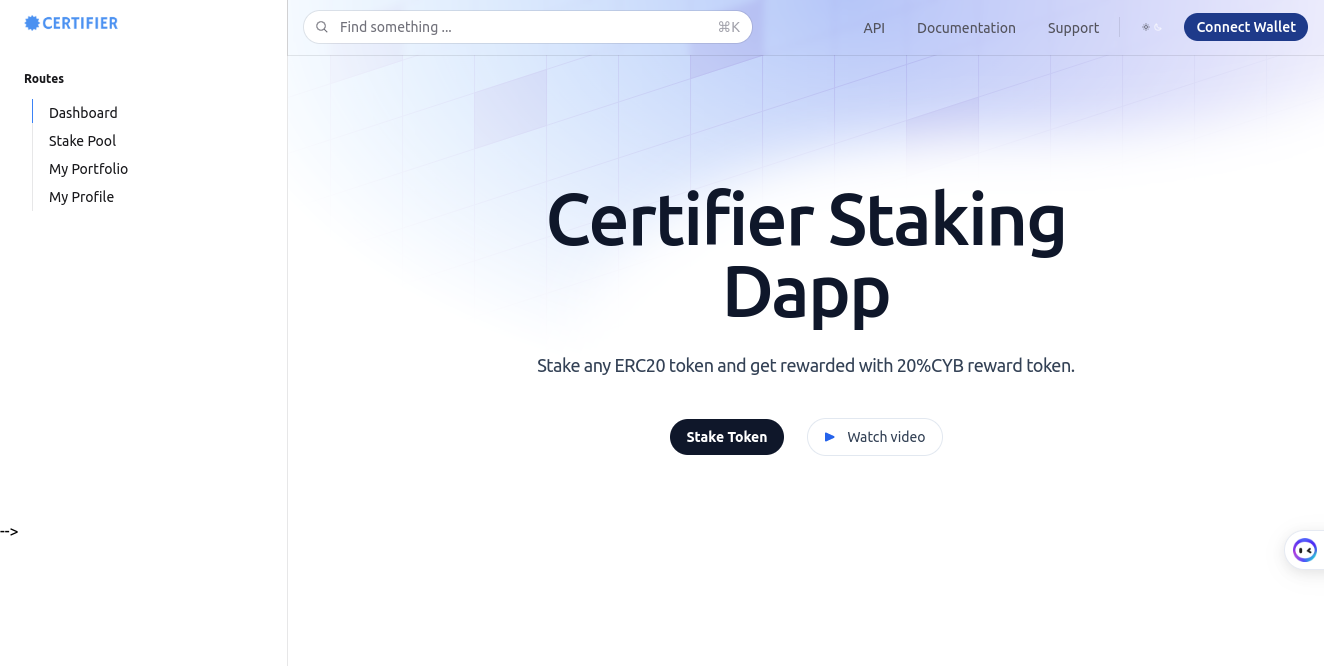 CERTIFIER
Find something ...
⌘K
API
Documentation
Support
Connect Wallet
Routes
Dashboard
Stake Pool
My Portfolio
My Profile
Certifier Staking
Dapp
Stake any ERC20 token and get rewarded with 20%CYB reward token.
Stake Token
Watch video
-->